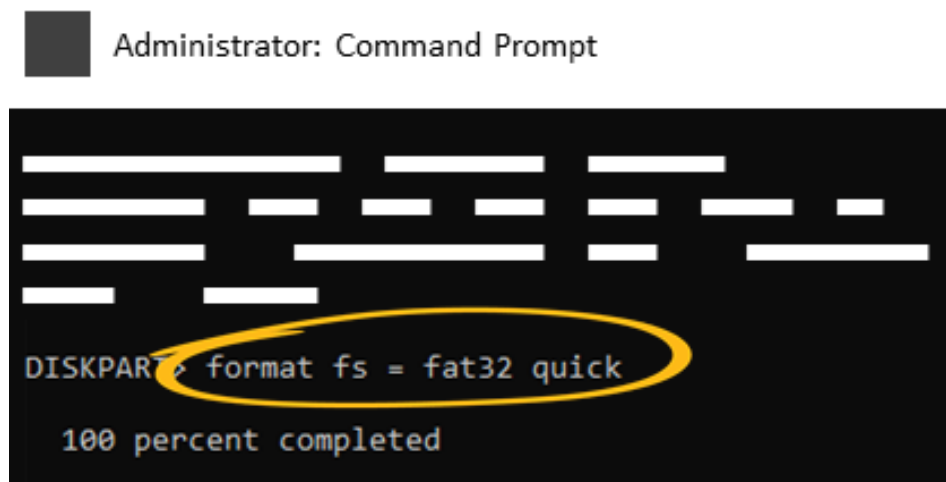 Administrator: Command Prompt
DISKPART> format fs = fat32 quick
100 percent completed